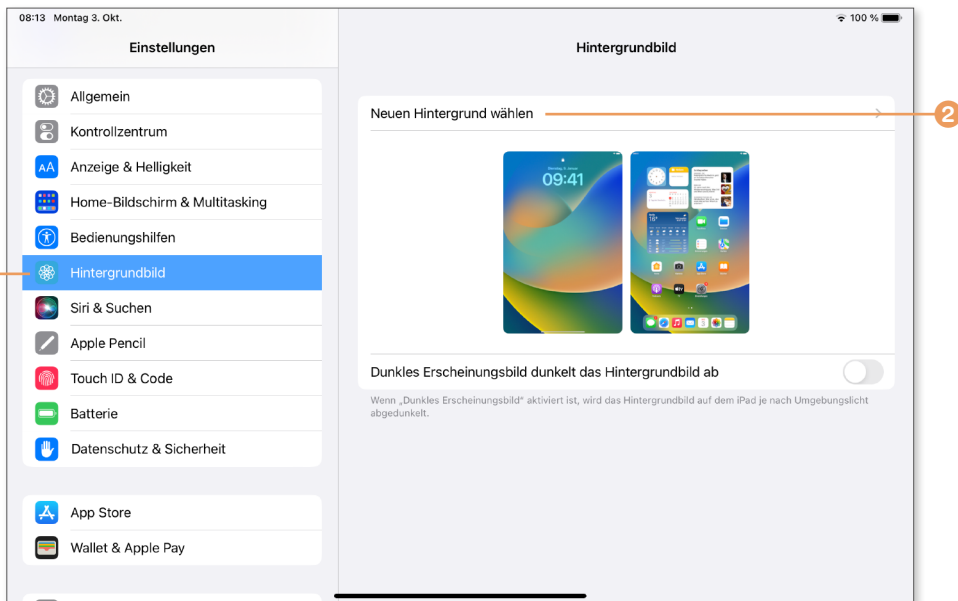 08:13 Montag 3. Okt.
100 %
Einstellungen
Hintergrundbild
Allgemein
Kontrollzentrum
AA Anzeige & Helligkeit
Home-Bildschirm & Multitasking
Bedienungshilfen
Hintergrundbild
Siri & Suchen
Apple Pencil
Touch ID & Code
Batterie
Datenschutz & Sicherheit
App Store
Wallet & Apple Pay
Neuen Hintergrund wählen
2
09:41
Dunkles Erscheinungsbild dunkelt das Hintergrundbild ab
Wenn „Dunkles Erscheinungsbild“ aktiviert ist, wird das Hintergrundbild auf dem iPad je nach Umgebungslicht
abgedunkelt.